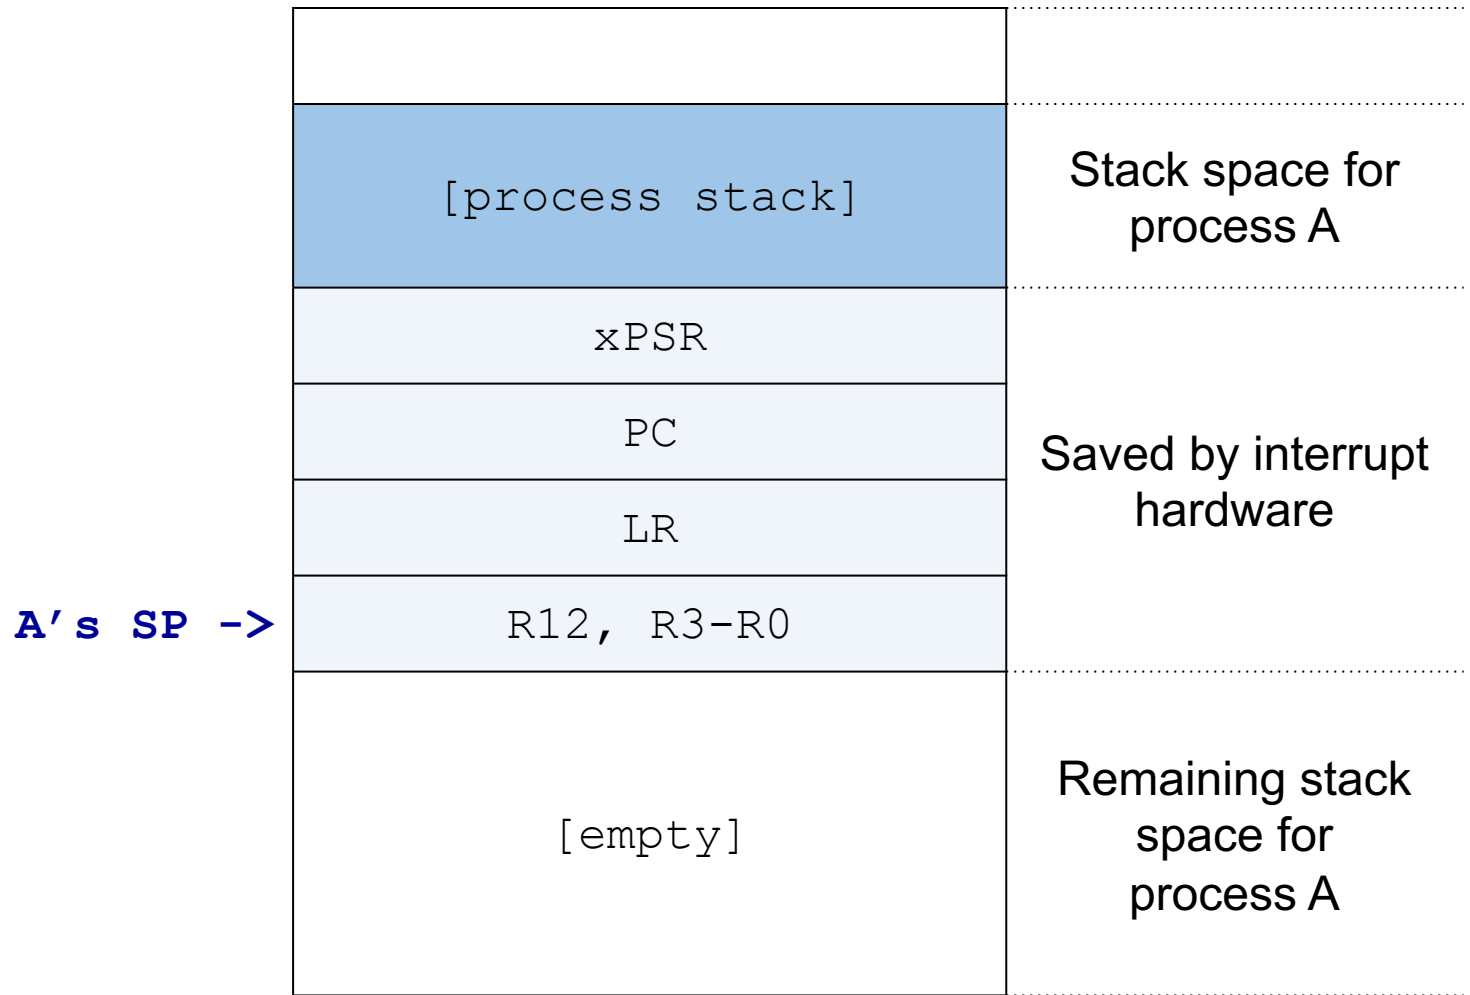 [process stack]
Stack space for
process A
xPSR
PC
LR
Saved by interrupt
hardware
A’s SP ->
R12, R3-R0
[empty]
Remaining stack
space for
process A